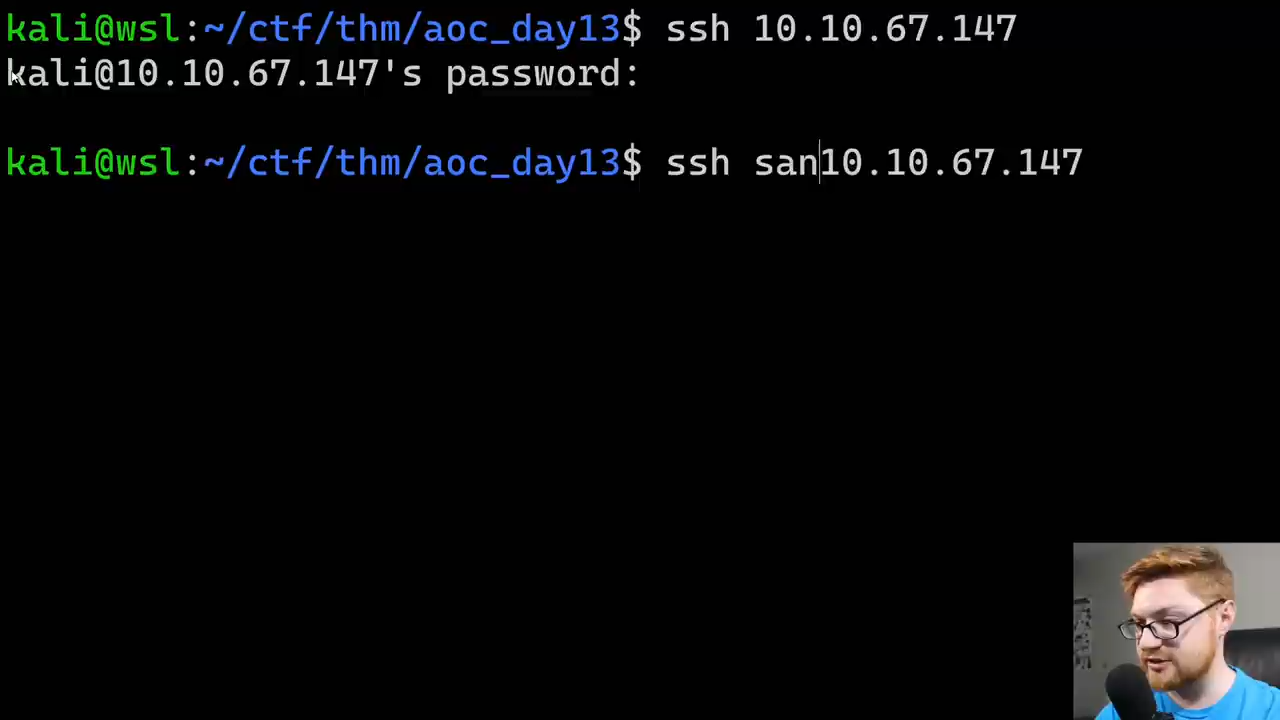 kali@wsl:~/ctf/thm/aoc_day13$ ssh 10.10.67.147
kali@10.10.67.147's password:
kali@wsl:~/ctf/thm/aoc_day13$ ssh san10.10.67.147